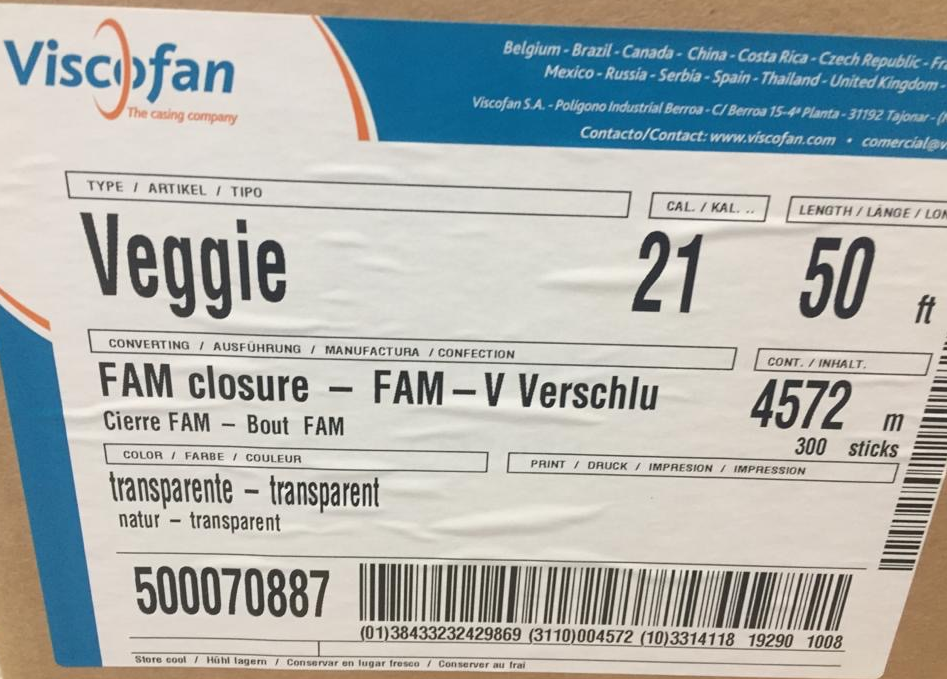 Viscofan
The casing company
Belgium - Brazil - Canada - China - Costa Rica - Czech Republic -
Mexico - Russia - Serbia - Spain - Thailand - United Kingdom -
Viscofan S.A. - Polígono Industrial Berroa - C/ Berroa 15-4ª Planta - 31192 Tajonar -
Contacto/Contact: www.viscofan.com • comercial@v
TYPE / ARTIKEL / TIPO
CAL. / KAL. ..
LENGTH / LÄNGE /
Veggie
21
50 ft
CONVERTING / AUSFÜHRUNG / MANUFACTURA / CONFECTION
CONT. / INHALT.
FAM closure – FAM – V Verschlu
4572 m
Cierre FAM – Bout FAM
300 sticks
COLOR / FARBE / COULEUR
PRINT / DRUCK / IMPRESION / IMPRESSION
transparente – transparent
natur – transparent
500070887
(01)38433232429869 (3110)004572 (10)3314118 19290 1008
Store cool / Hühl lagern / Conservar en lugar fresco / Conserver au frai